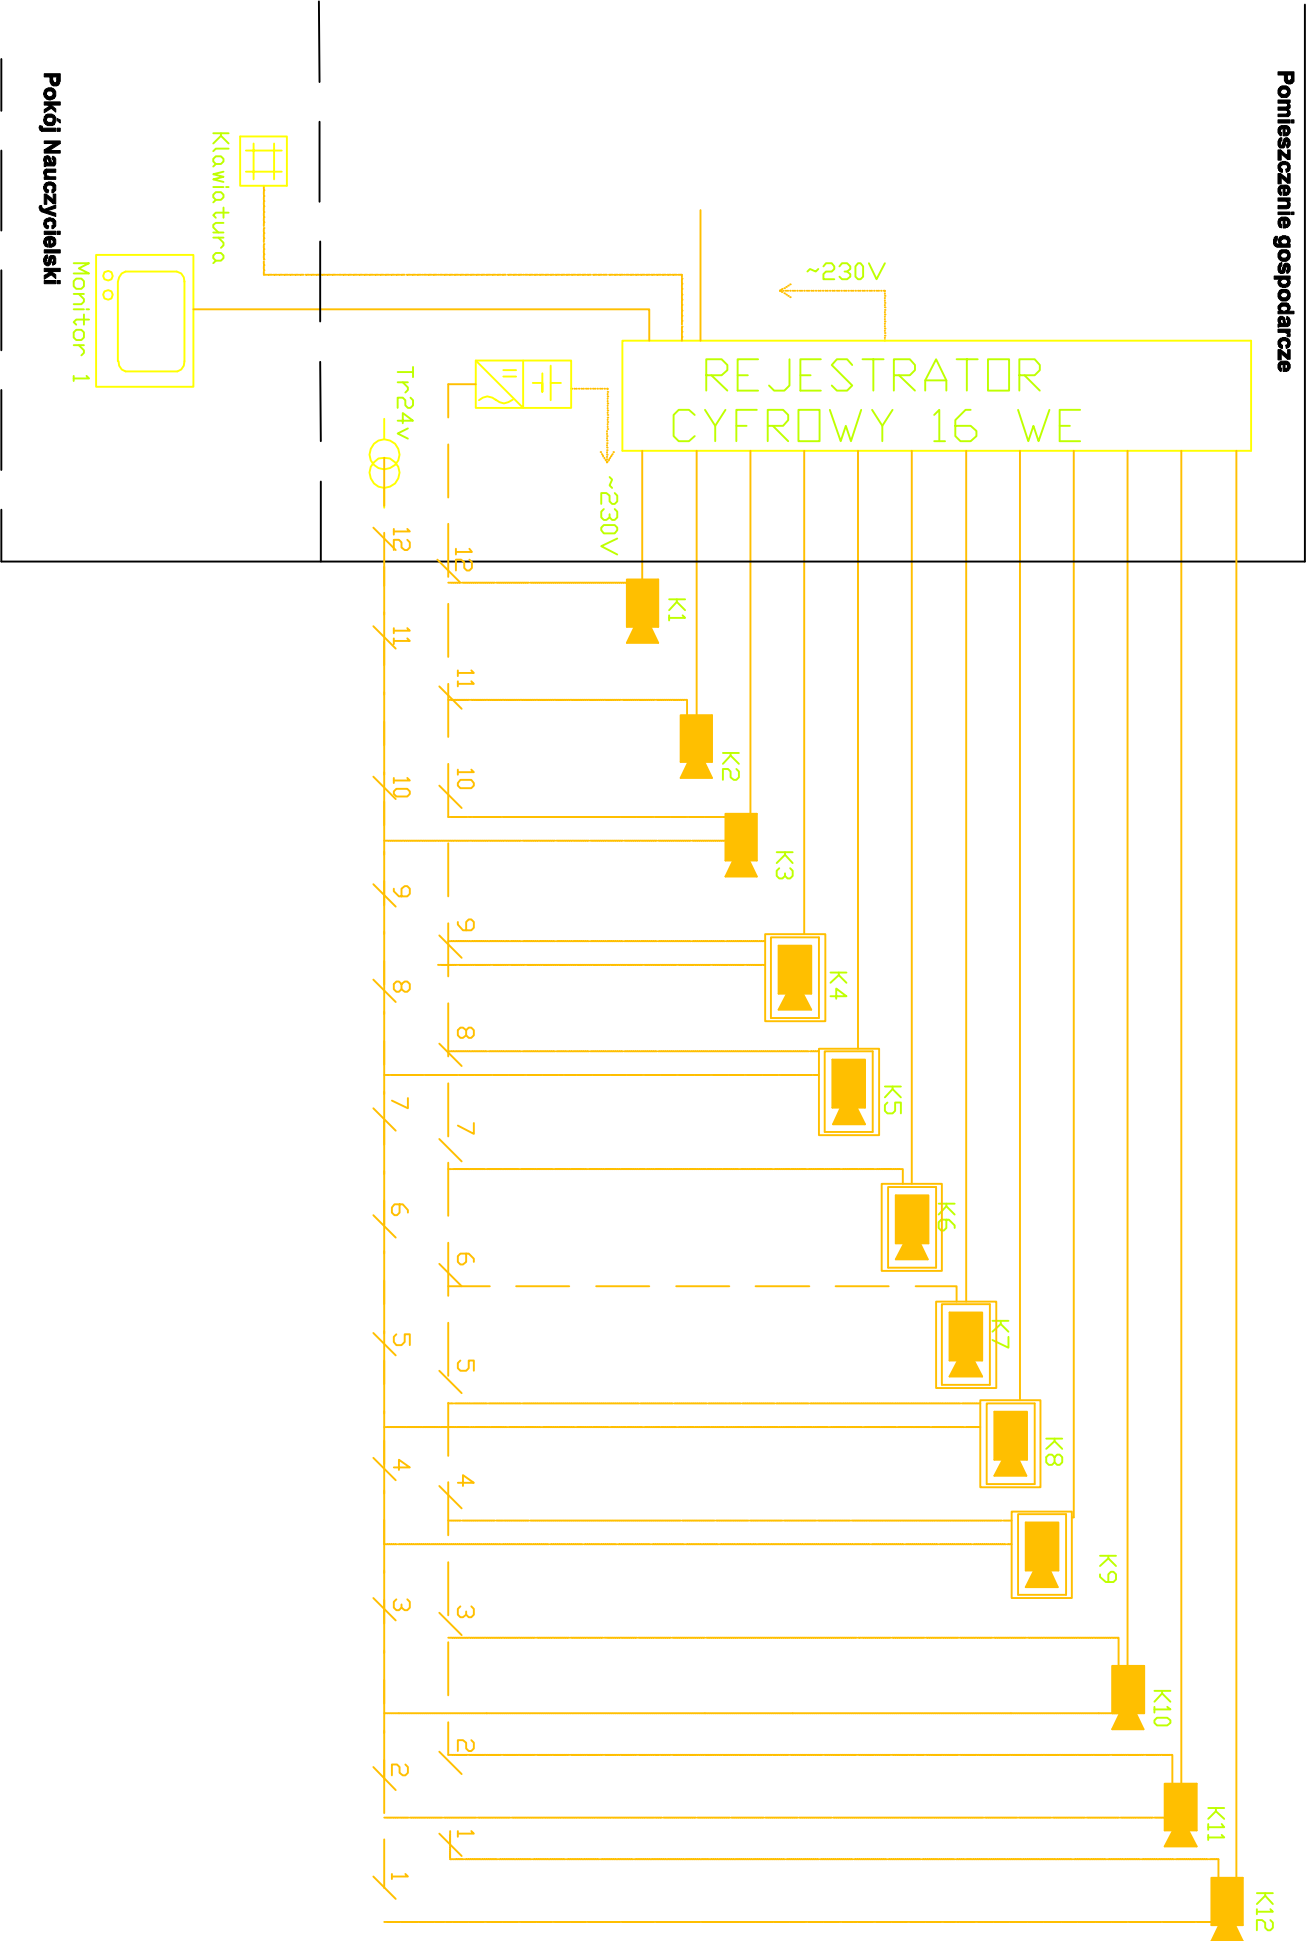 Pomieszczenie gospodarcze
Pokój Nauczycielski
Klawiatura
Monitor 1
~230V
REJESTRATOR
CYFROWY 16 WE
Tr24v
~230V
12
12
K1
11
11
K2
10
10
K3
9
9
K4
8
8
K5
7
7
K6
6
6
K7
5
5
K8
4
4
K9
3
3
K10
2
2
K11
1
1
K12